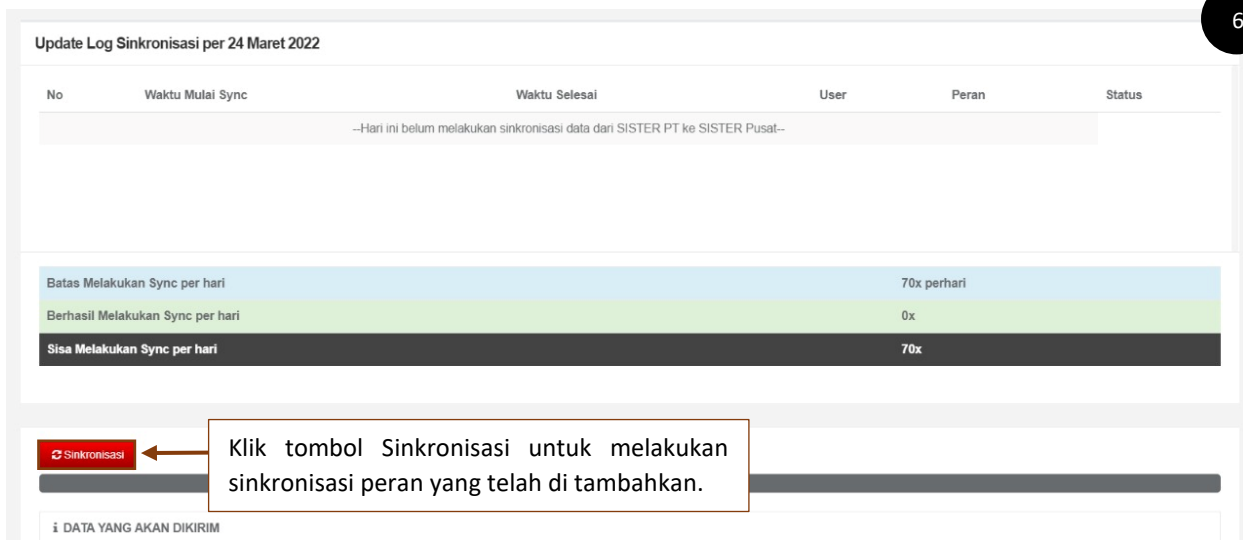 6
Update Log Sinkronisasi per 24 Maret 2022
No Waktu Mulai Sync Waktu Selesai User Peran Status
--Hari ini belum melakukan sinkronisasi data dari SISTER PT ke SISTER Pusat--
Batas Melakukan Sync per hari 70x perhari
Berhasil Melakukan Sync per hari 0x
Sisa Melakukan Sync per hari 70x
Sinkronisasi
Klik tombol Sinkronisasi untuk melakukan
sinkronisasi peran yang telah di tambahkan.
i DATA YANG AKAN DIKIRIM